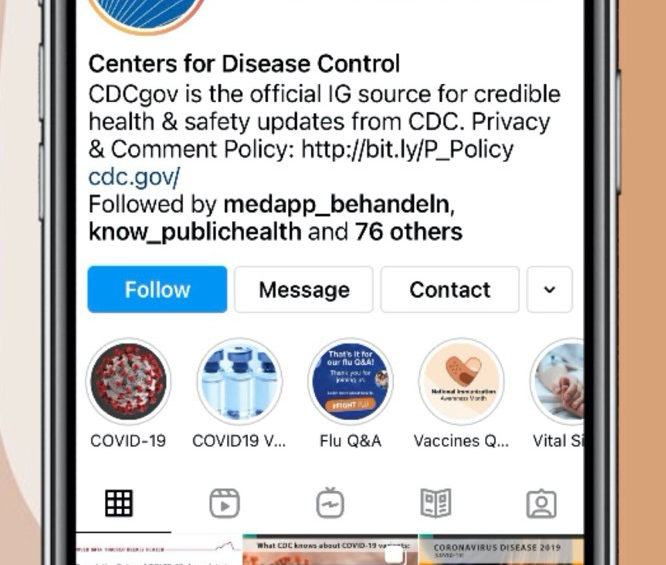 Centers for Disease Control
CDCgov is the official IG source for credible
health & safety updates from CDC. Privacy
& Comment Policy: http://bit.ly/P_Policy
cdc.gov/
Followed by medapp_behandeln,
know_publichealth and 76 others
Follow Message Contact
That's it for
our flu Q&A!
Thank you for
joining us.
#FIGHT FLU
National Immunization
Awareness Month
COVID-19 COVID19 V... Flu Q&A Vaccines Q... Vital Si
What CDC knows about COVID-19 variants:
CORONAVIRUS DISEASE 2019